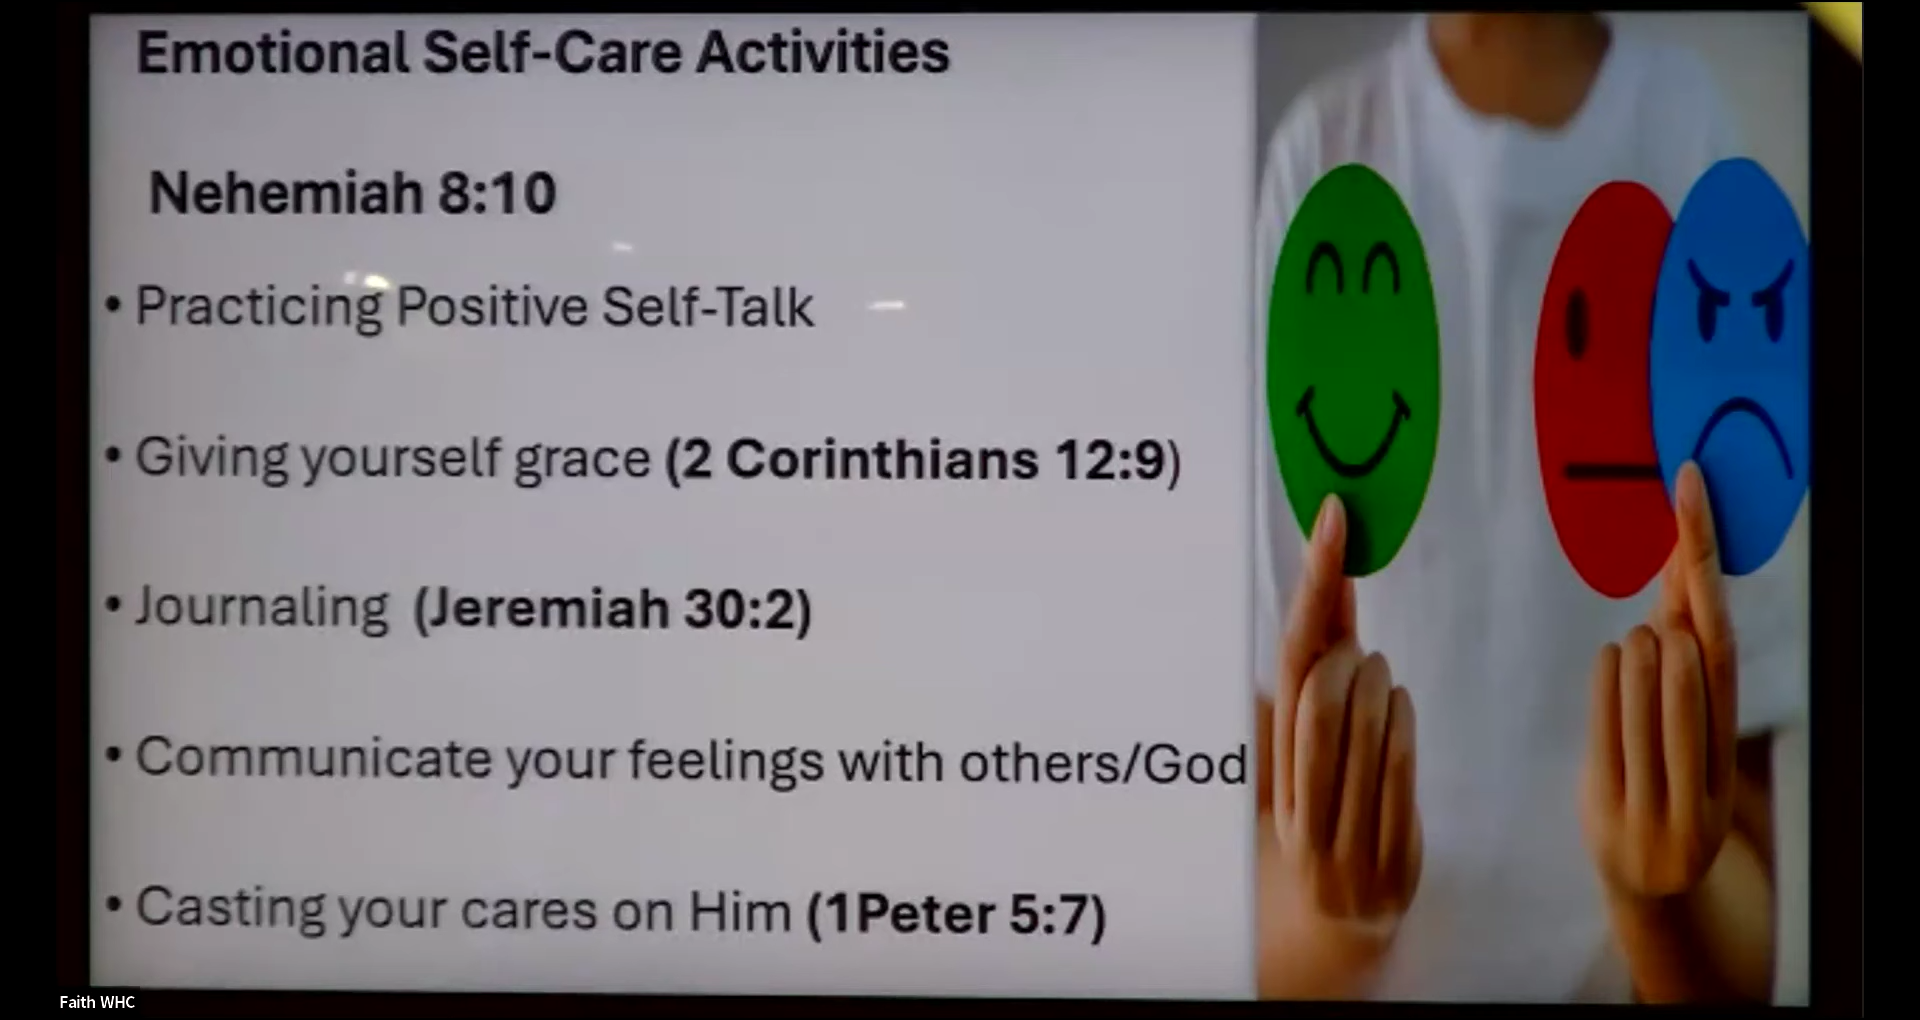 Emotional Self-Care Activities
Nehemiah 8:10
• Practicing Positive Self-Talk
• Giving yourself grace (2 Corinthians 12:9)
• Journaling (Jeremiah 30:2)
• Communicate your feelings with others/God
• Casting your cares on Him (1Peter 5:7)
Faith WHC